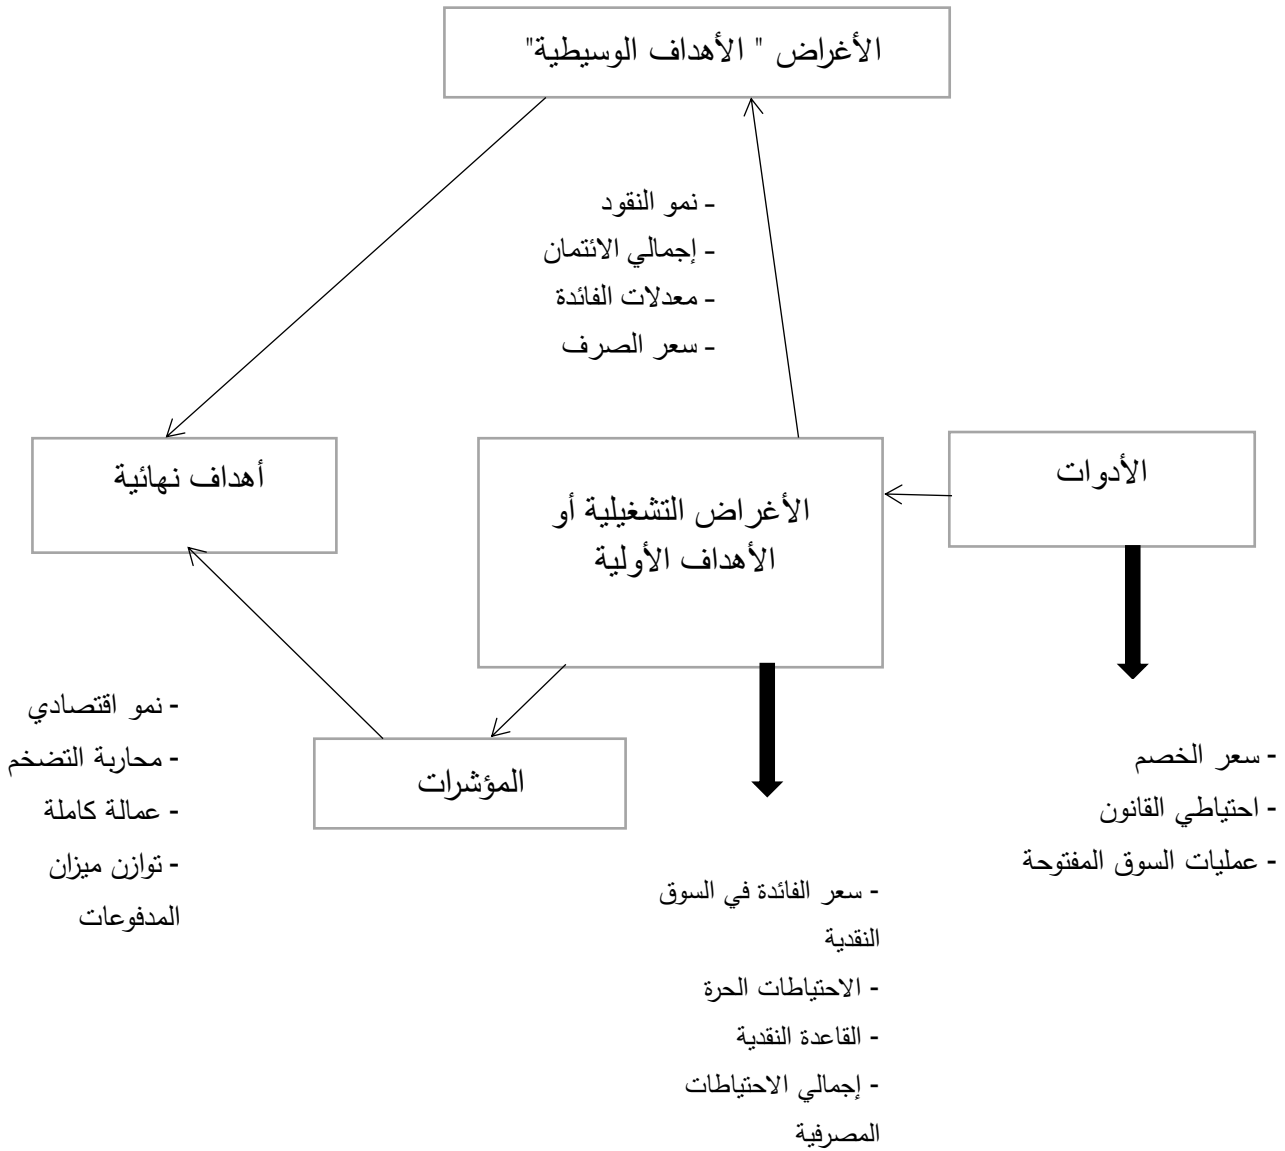 الأغراض " الأهداف الوسيطية"
- نمو النقود
- إجمالي الائتمان
- معدلات الفائدة
- سعر الصرف
الأدوات
الأغراض التشغيلية أو
الأهداف الأولية
أهداف نهائية
المؤشرات
- سعر الخصم
- احتياطي القانون
- عمليات السوق المفتوحة
- سعر الفائدة في السوق
النقدية
- الاحتياطات الحرة
- القاعدة النقدية
- إجمالي الاحتياطات
المصرفية
- نمو اقتصادي
- محاربة التضخم
- عمالة كاملة
- توازن ميزان
المدفوعات